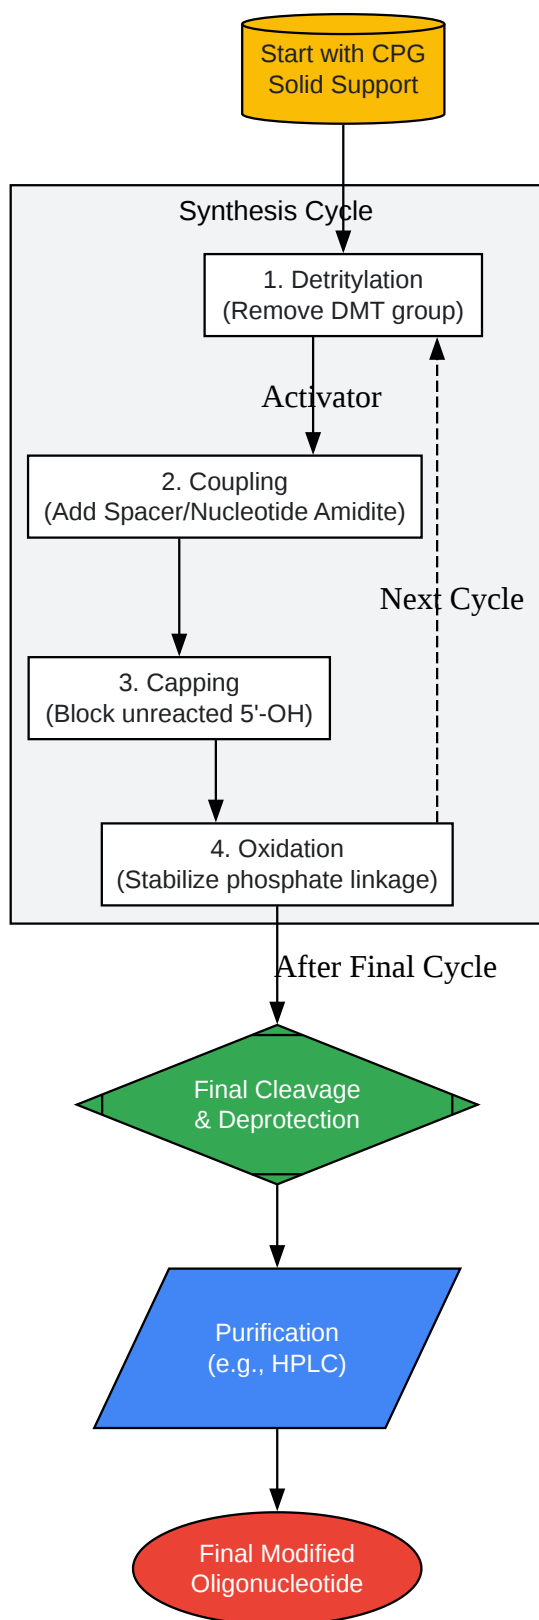 Start with CPG
Solid Support
Synthesis Cycle
1. Detritylation
(Remove DMT group)
Activator
2. Coupling
(Add Spacer/Nucleotide Amidite)
Next Cycle
3. Capping
(Block unreacted 5'-OH)
4. Oxidation
(Stabilize phosphate linkage)
After Final Cycle
Final Cleavage
& Deprotection
Purification
(e.g., HPLC)
Final Modified
Oligonucleotide